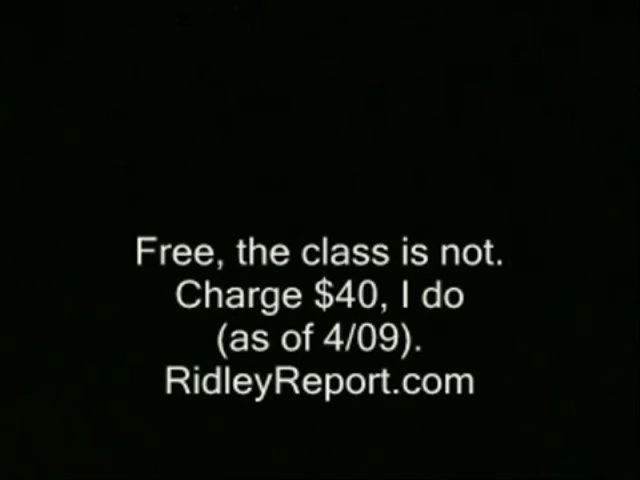 Free, the class is not.
Charge $40, I do
(as of 4/09).
RidleyReport.com